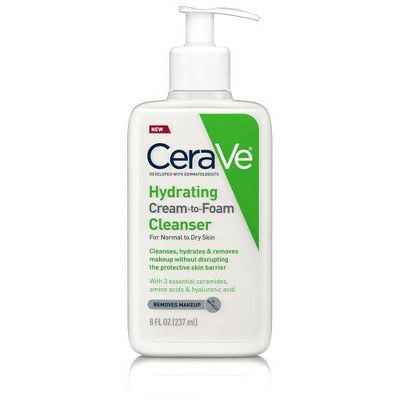 NEW
CeraVe®
DEVELOPED WITH DERMATOLOGISTS
Hydrating
Cream-to-Foam
Cleanser
For Normal to Dry Skin
Cleanses, hydrates & removes
makeup without disrupting
the protective skin barrier
With 3 essential ceramides,
amino acids & hyaluronic acid
REMOVES MAKEUP
8 FL OZ (237 ml)